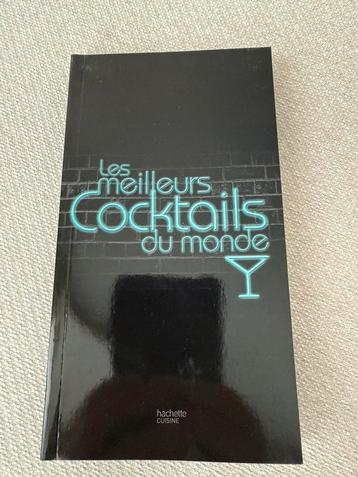 Les
meilleurs
Cocktails
du monde
hachette
CUISINE